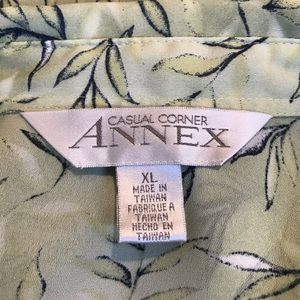 CASUAL CORNER
ANNEX
XL
MADE IN
TAIWAN
FABRIQUE A
TAIWAN
HECHO EN
TAIWAN